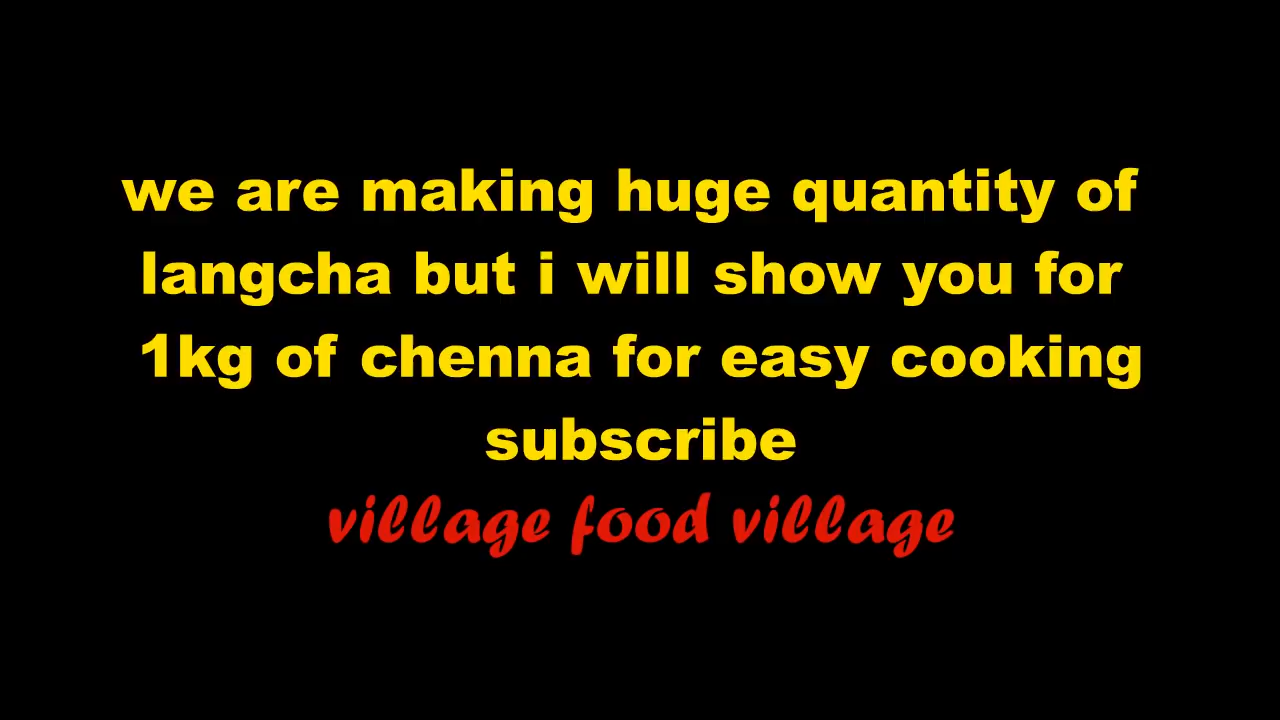 we are making huge quantity of
langcha but i will show you for
1kg of chenna for easy cooking
subscribe
village food village